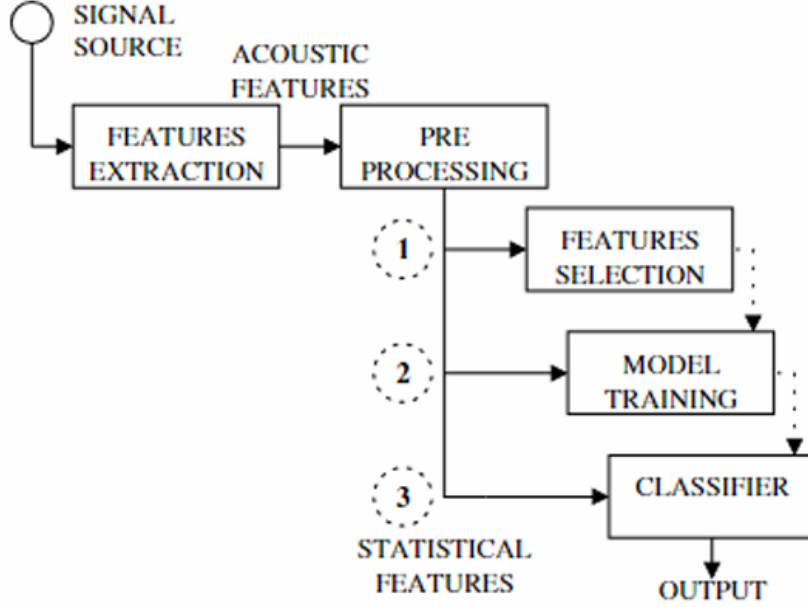 SIGNAL
SOURCE
ACOUSTIC
FEATURES
FEATURES
EXTRACTION
PRE
PROCESSING
1
FEATURES
SELECTION
2
MODEL
TRAINING
3
CLASSIFIER
STATISTICAL
FEATURES
OUTPUT